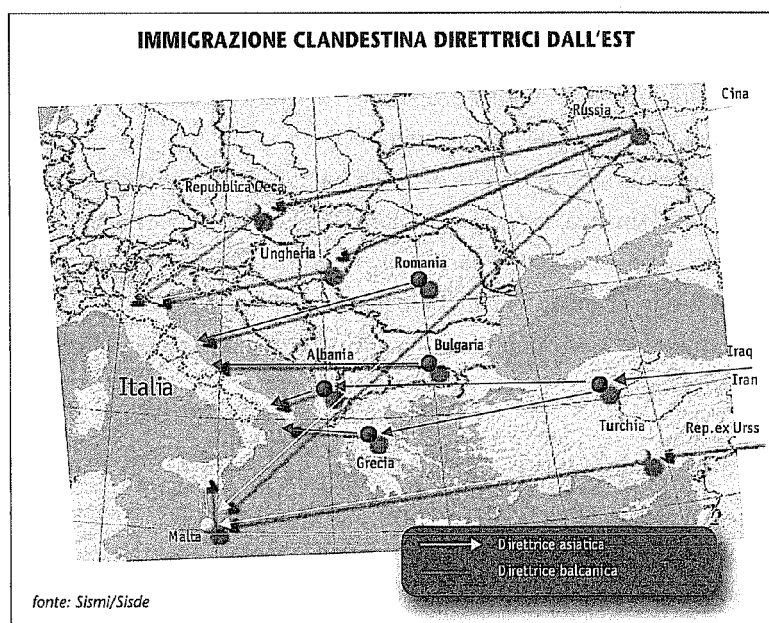 IMMIGRAZIONE CLANDESTINA DIRETTRICI DALL'EST
Cina
Russia
Repubblica Ceca
Ungheria
Romania
Albania
Bulgaria
Italia
Iraq
Iran
Turchia
Rep.ex Urss
Grecia
Malta
Direttrice asiatica
Direttrice balcanica
fonte: Sismi/Sisde